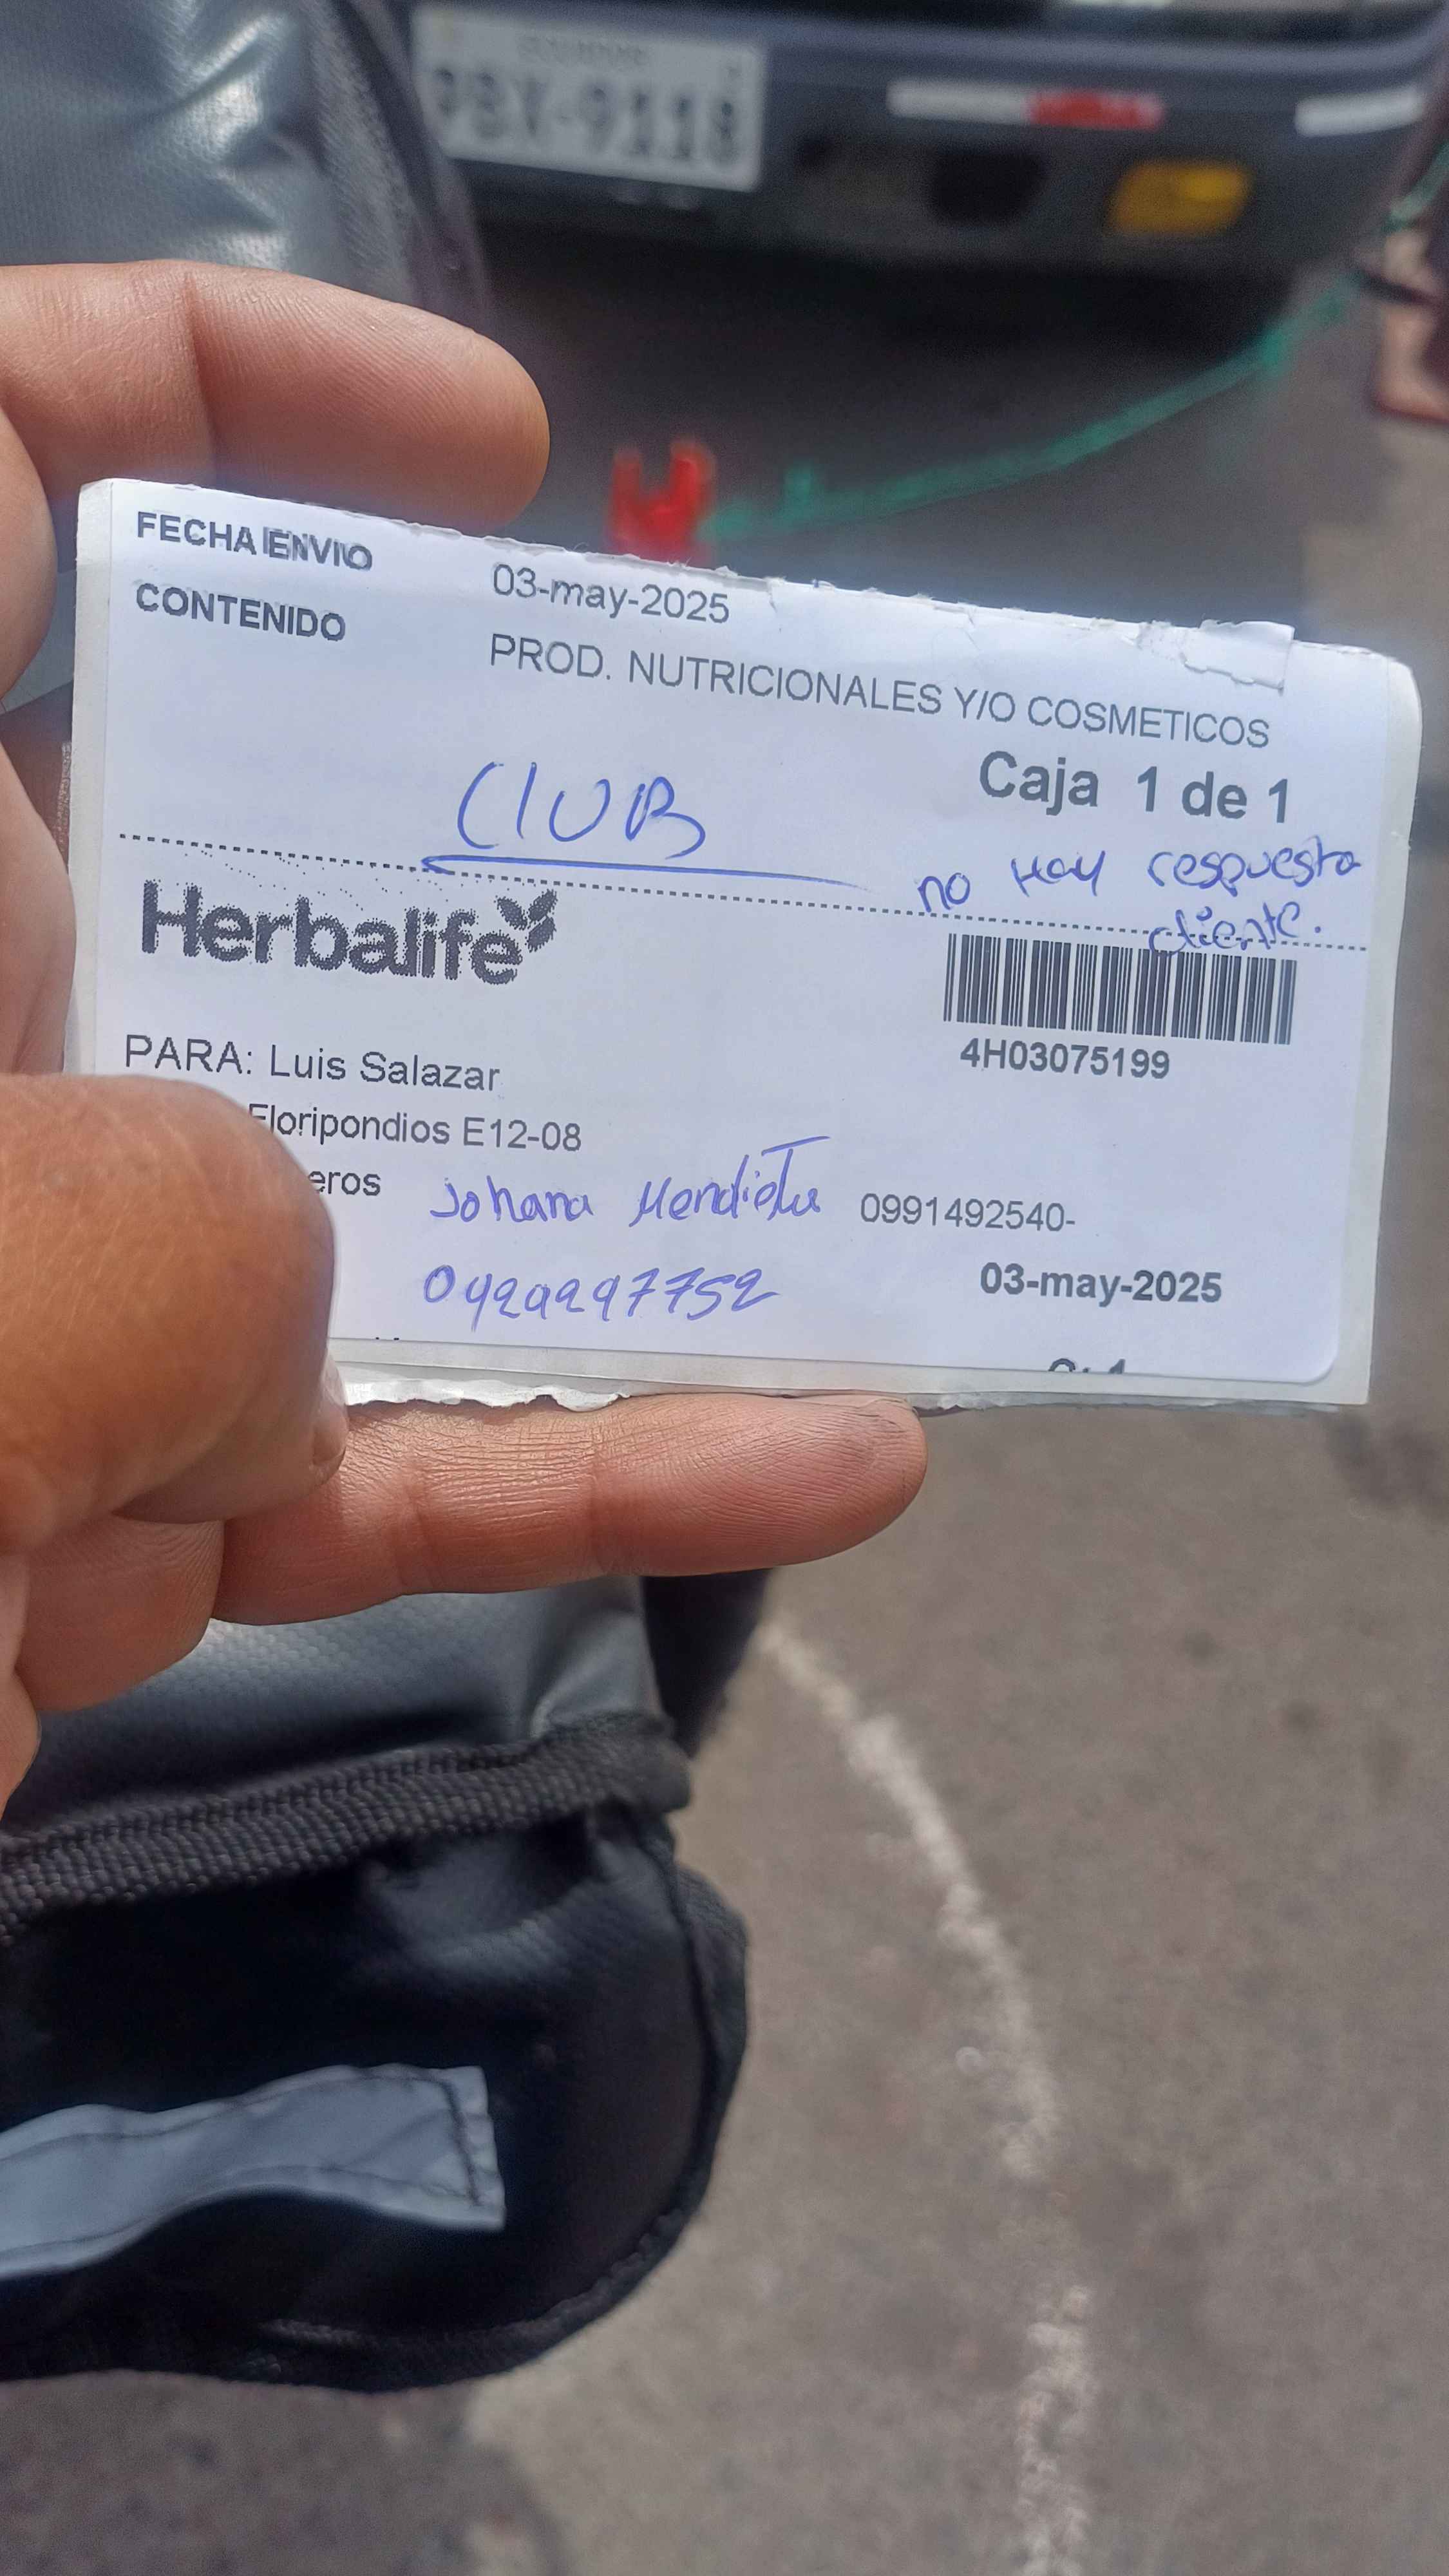 ECUADOR
FECHA ENVIO 03-may-2025
CONTENIDO PROD. NUTRICIONALES Y/O COSMETICOS
Caja 1 de 1
ClUB
no Hay respuesta
cliente.
Herbalife
4H03075199
PARA: Luis Salazar
Floripondios E12-08
eros
Johana Mendieta 0991492540-
03-may-2025